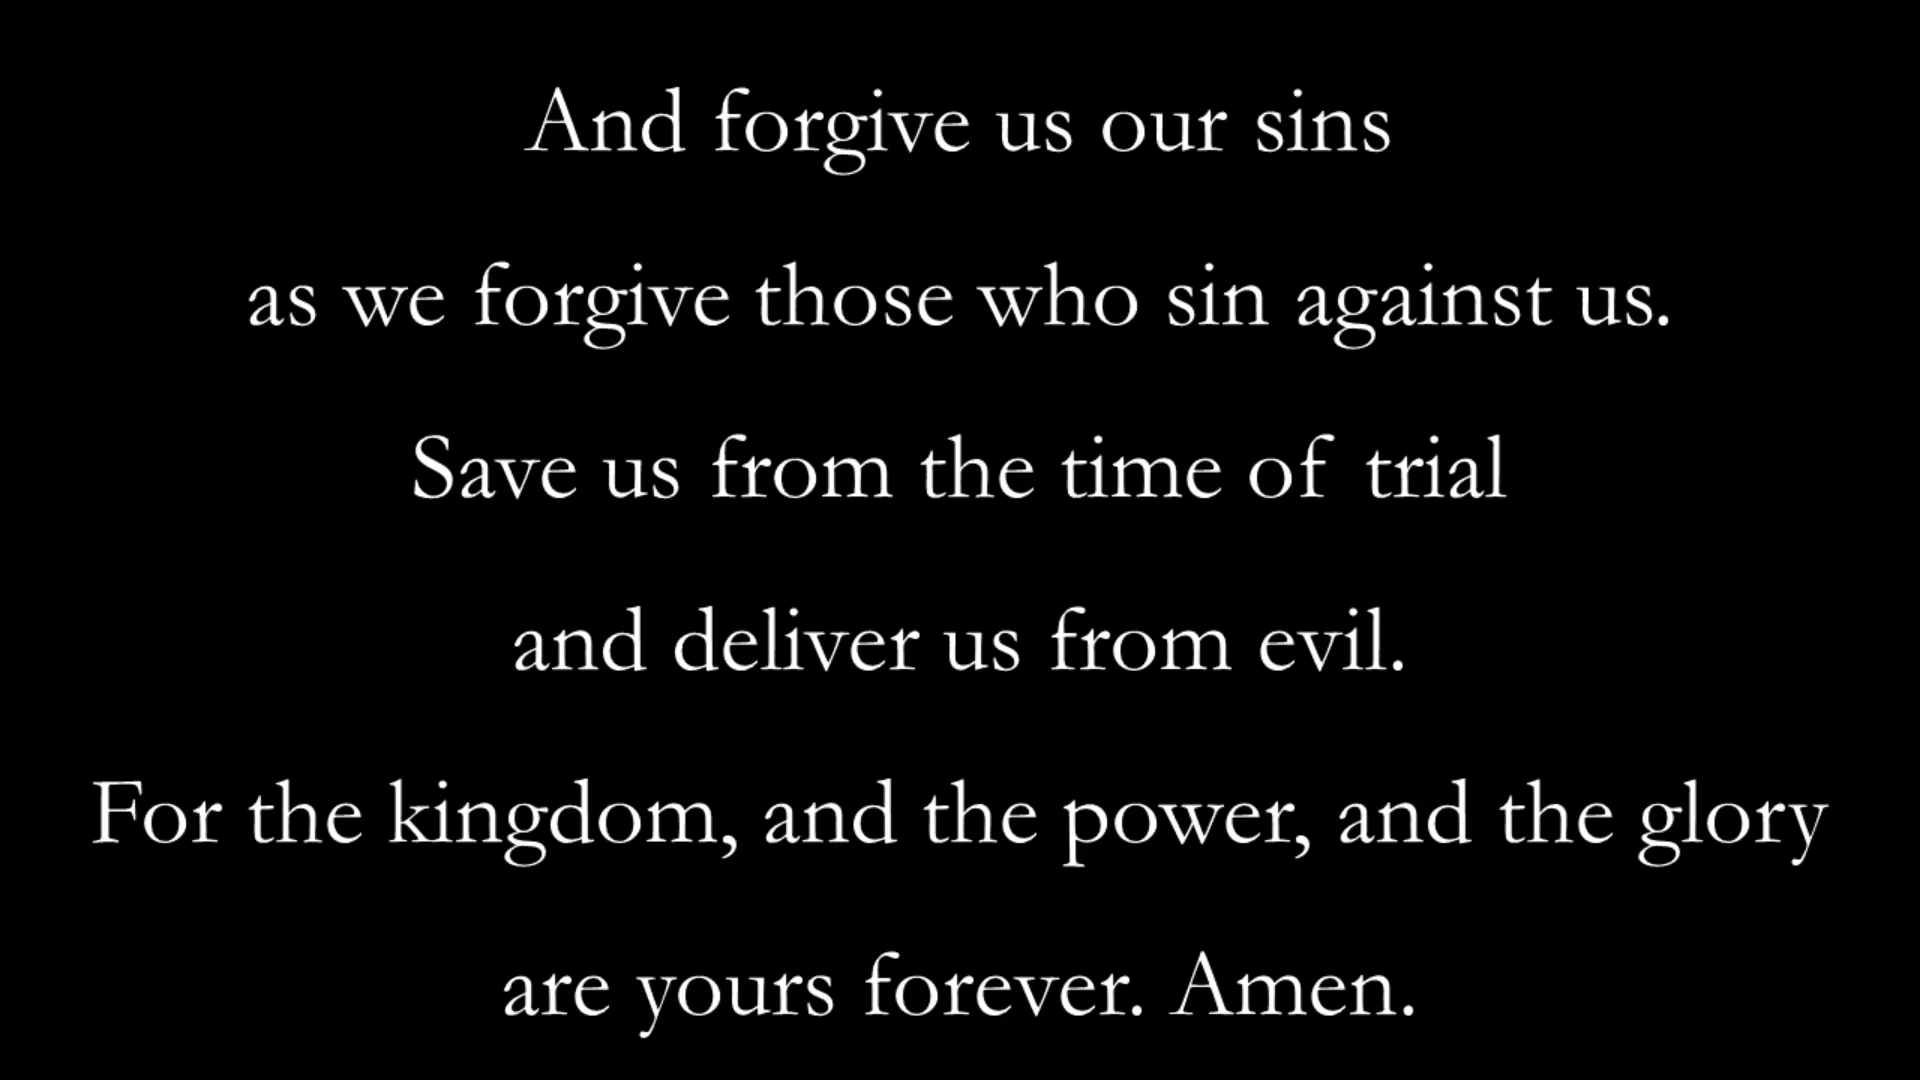 And forgive us our sins
as we forgive those who sin against us.
Save us from the time of trial
and deliver us from evil.
For the kingdom, and the power, and the glory
are yours forever. Amen.